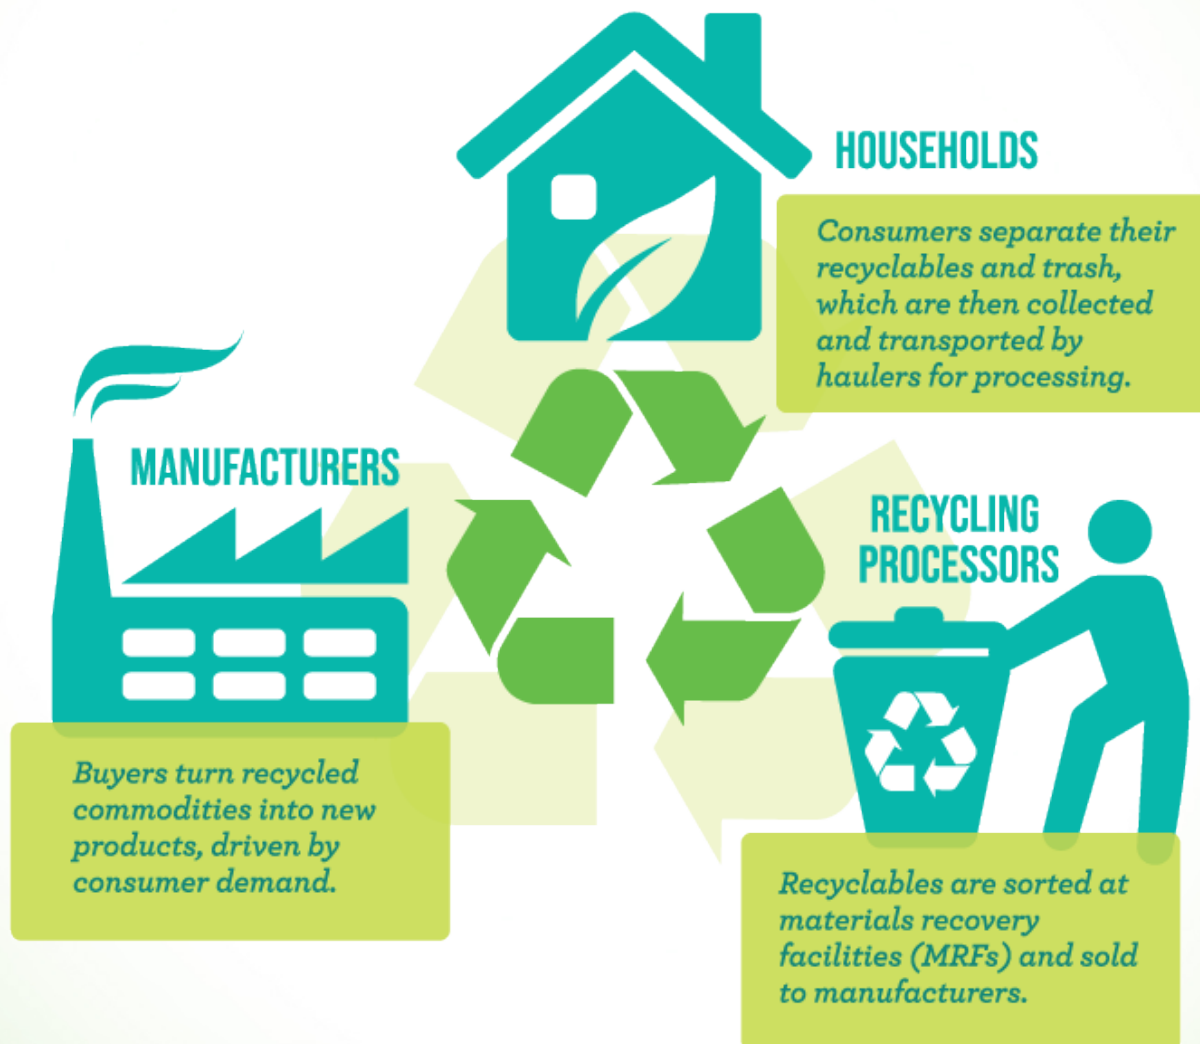 HOUSEHOLDS
Consumers separate their
recyclables and trash,
which are then collected
and transported by
haulers for processing.
MANUFACTURERS
Buyers turn recycled
commodities into new
products, driven by
consumer demand.
RECYCLING
PROCESSORS
Recyclables are sorted at
materials recovery
facilities (MRFs) and sold
to manufacturers.